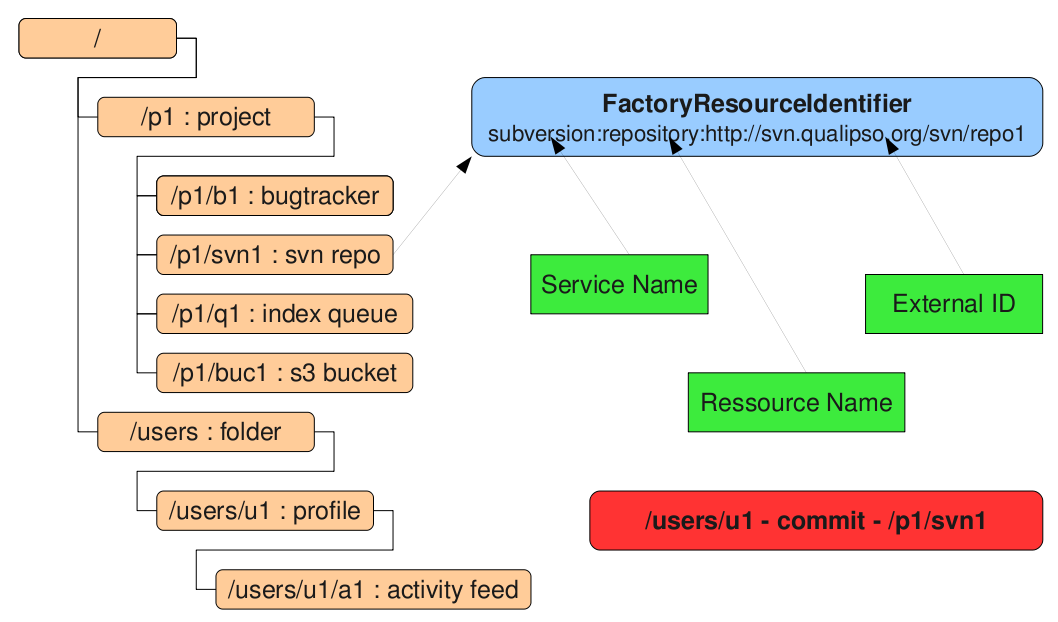 /
/p1 : project
/p1/b1 : bugtracker
/p1/svn1 : svn repo
/p1/q1 : index queue
/p1/buc1 : s3 bucket
/users : folder
/users/u1 : profile
/users/u1/a1 : activity feed
FactoryResourceIdentifier
subversion:repository:http://svn.qualipso.org/svn/repo1
Service Name
External ID
Ressource Name
/users/u1 - commit - /p1/svn1